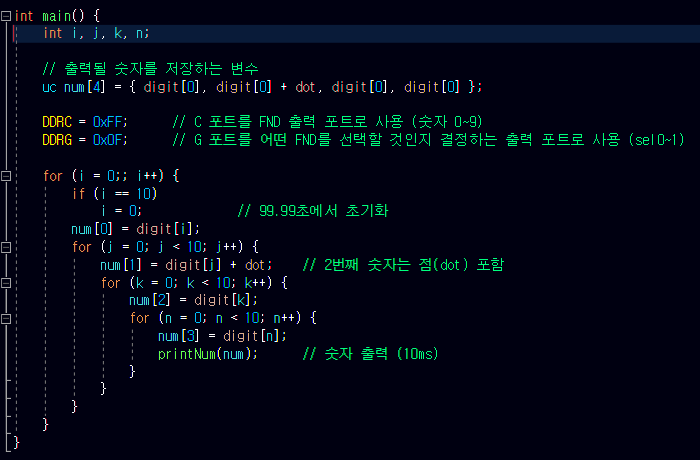 int main() {
    int i, j, k, n;
    // 출력될 숫자를 저장하는 변수
    uc num[4] = { digit[0], digit[0] + dot, digit[0], digit[0] };
    DDRC = 0xFF;      // C 포트를 FND 출력 포트로 사용 (숫자 0~9)
    DDRG = 0x0F;      // G 포트를 어떤 FND를 선택할 것인지 결정하는 출력 포트로 사용 (sel0~1)
    for (i = 0;; i++) {
        if (i == 10)
            i = 0;             // 99.99초에서 초기화
        num[0] = digit[i];
        for (j = 0; j < 10; j++) {
            num[1] = digit[j] + dot;    // 2번째 숫자는 점(dot) 포함
            for (k = 0; k < 10; k++) {
                num[2] = digit[k];
                for (n = 0; n < 10; n++) {
                    num[3] = digit[n];
                    printNum(num);      // 숫자 출력 (10ms)
                }
            }
        }
    }
}